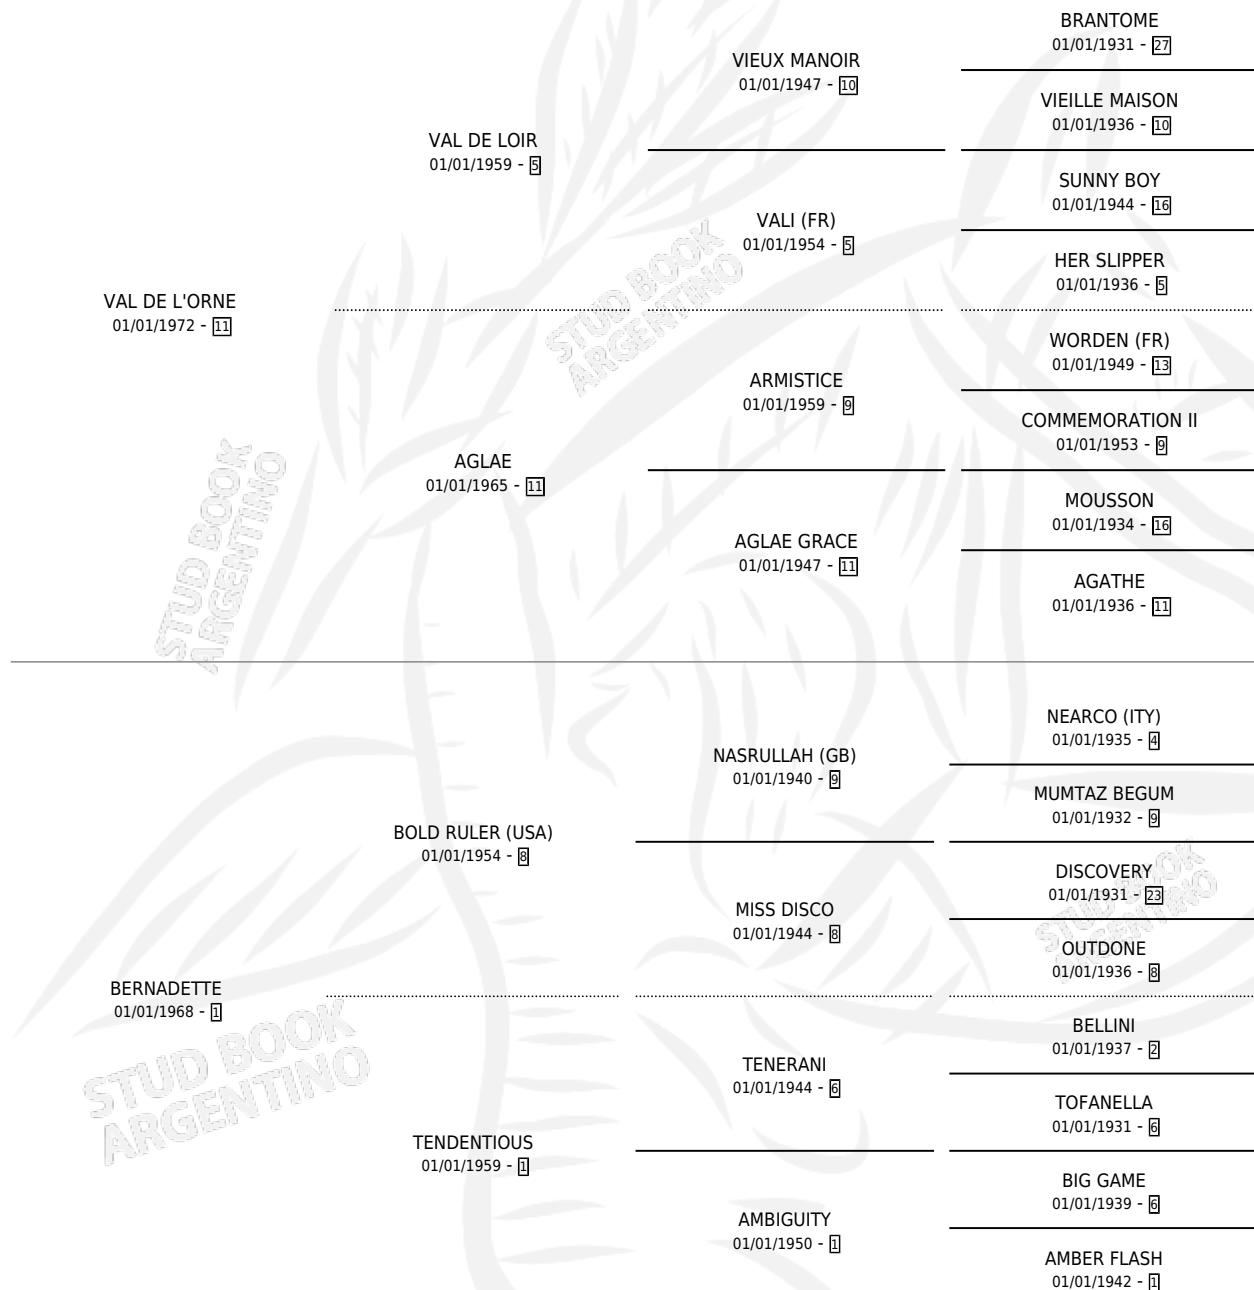 BRANTOME
01/01/1931 - 27
VIEUX MANOIR
01/01/1947 - 10
VIEILLE MAISON
01/01/1936 - 10
VAL DE LOIR
01/01/1959 - 5
SUNNY BOY
01/01/1944 - 16
VALI (FR)
01/01/1954 - 5
HER SLIPPER
01/01/1936 - 5
VAL DE L'ORNE
01/01/1972 - 11
WORDEN (FR)
01/01/1949 - 13
ARMISTICE
01/01/1959 - 9
COMMEMORATION II
01/01/1953 - 9
AGLAE
01/01/1965 - 11
MOUSSON
01/01/1934 - 16
AGLAE GRACE
01/01/1947 - 11
AGATHE
01/01/1936 - 11
NEARCO (ITY)
01/01/1935 - 4
NASRULLAH (GB)
01/01/1940 - 9
MUMTAZ BEGUM
01/01/1932 - 9
BOLD RULER (USA)
01/01/1954 - 8
DISCOVERY
01/01/1931 - 23
MISS DISCO
01/01/1944 - 8
OUTDONE
01/01/1936 - 8
BERNADETTE
01/01/1968 - 1
BELLINI
01/01/1937 - 2
TENERANI
01/01/1944 - 6
TOFANELLA
01/01/1931 - 6
TENDENTIOUS
01/01/1959 - 1
BIG GAME
01/01/1939 - 6
AMBIGUITY
01/01/1950 - 1
AMBER FLASH
01/01/1942 - 1
STUD BOOK
ARGENTINO
STUD BOOK
ARGENTINO
STUD BOOK
ARGENTINO
STUD BOOK
ARGENTINO